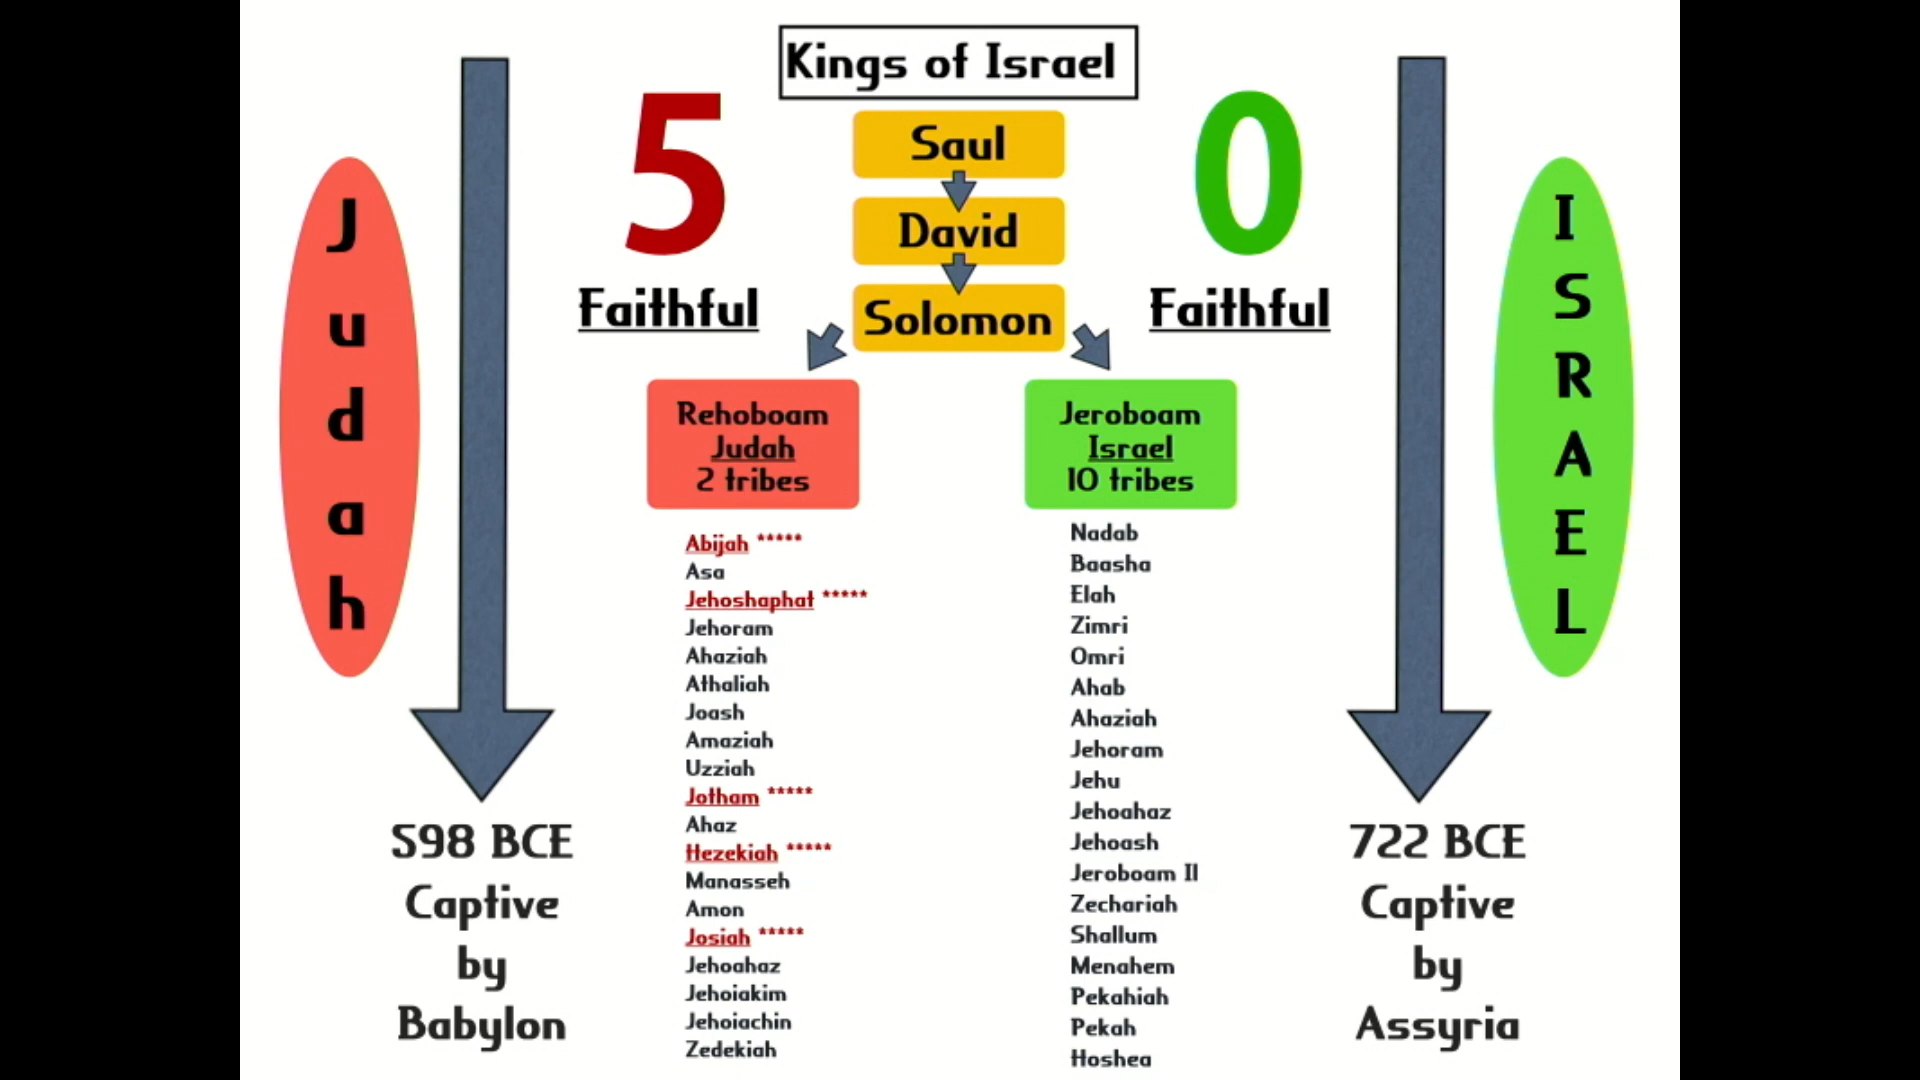 Kings of Israel
Saul
David
Solomon
5
Faithful
0
Faithful
Judah
ISRAEL
Rehoboam
Judah
2 tribes
Abijah *****
Asa
Jehoshaphat *****
Jehoram
Ahaziah
Athaliah
Joash
Amaziah
Uzziah
Jotham *****
Ahaz
Hezekiah *****
Manasseh
Amon
Josiah *****
Jehoahaz
Jehoiakim
Jehoiachin
Zedekiah
Jeroboam
Israel
10 tribes
Nadab
Baasha
Elah
Zimri
Omri
Ahab
Ahaziah
Jehoram
Jehu
Jehoahaz
Jehoash
Jeroboam II
Zechariah
Shallum
Menahem
Pekahiah
Pekah
Hoshea
598 BCE
Captive
by
Babylon
722 BCE
Captive
by
Assyria